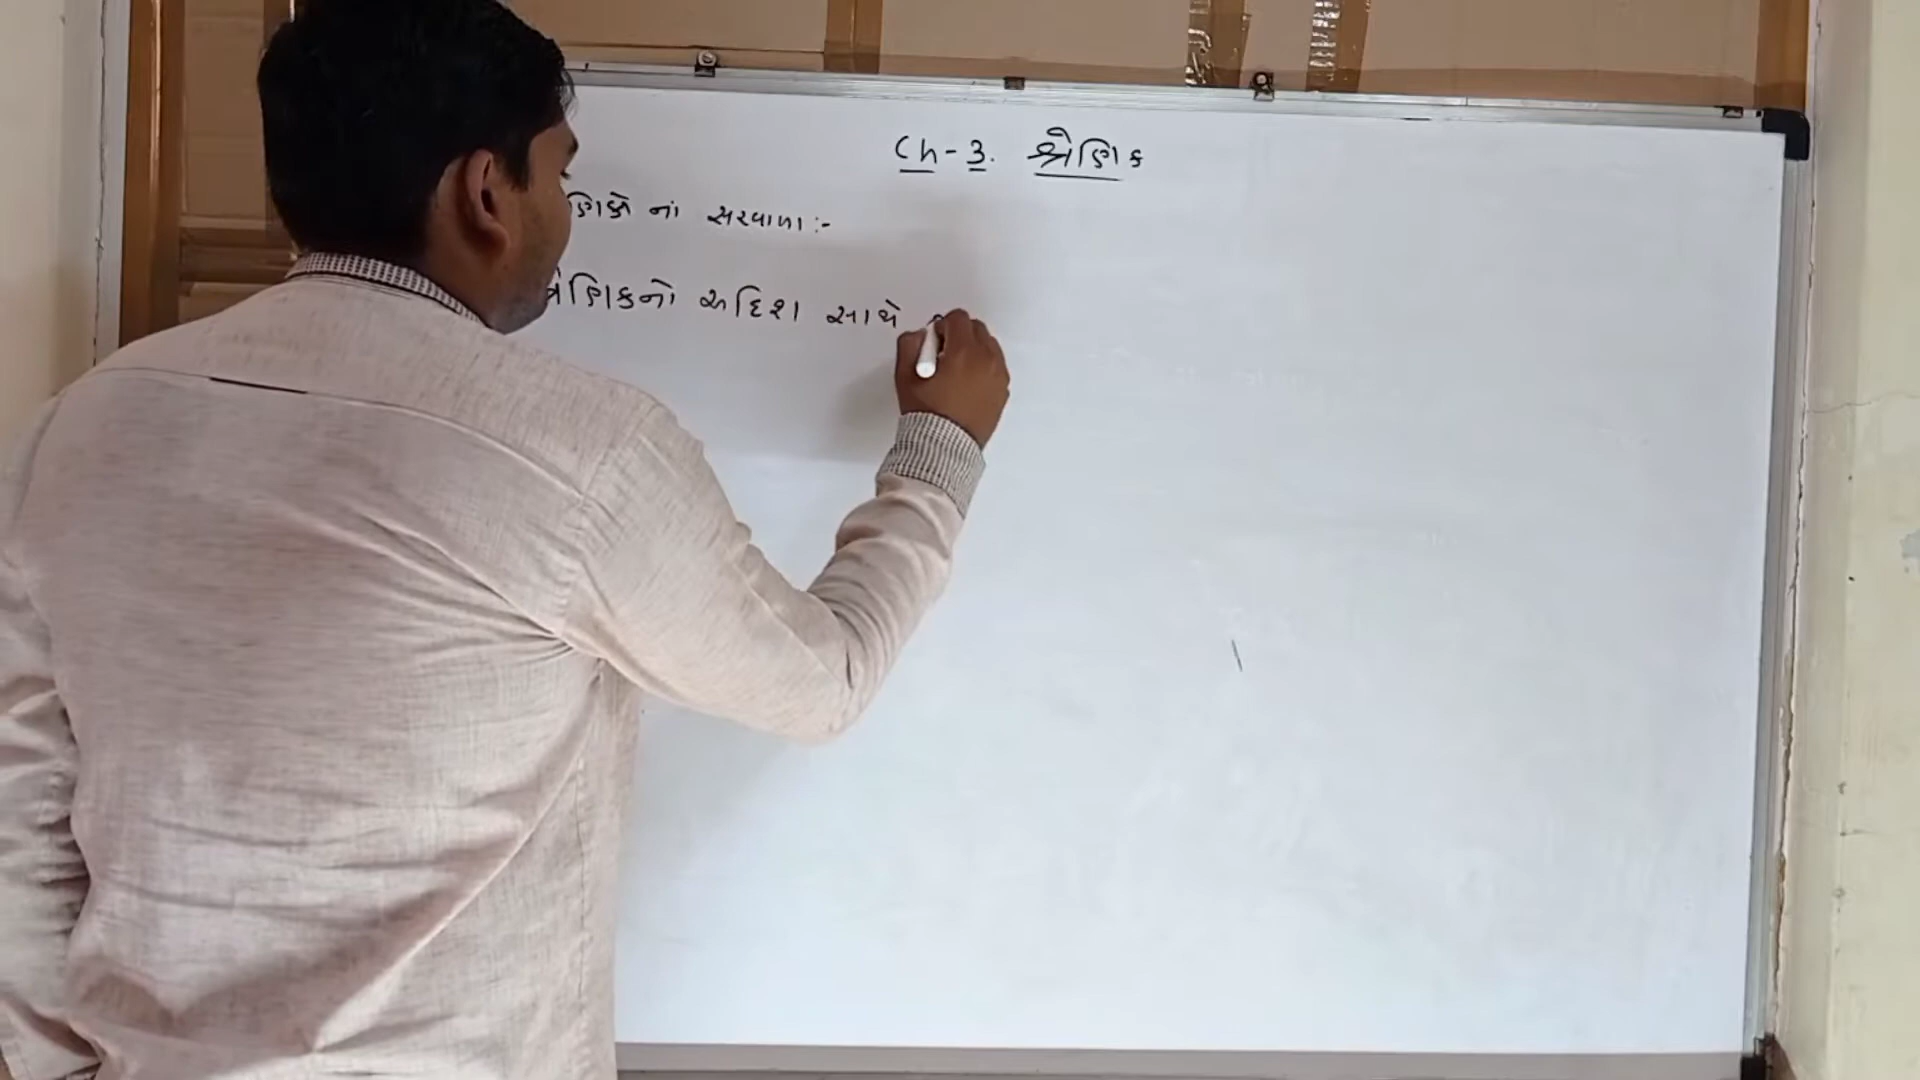 Ch-3. શ્રેણિક
ણિકો નાં સરવાળા :-
શ્રેણિકનો અદિશ સાથે